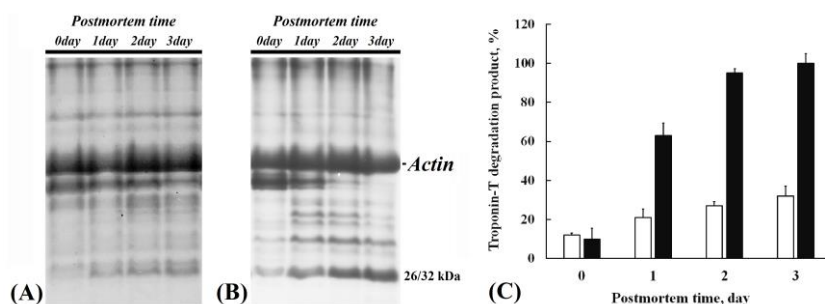 Postmortem time
0day 1day 2day 3day
(A)
Postmortem time
0day 1day 2day 3day
-Actin
26/32 kDa
(B)
Troponin-T degradation product, %
120
100
80
60
40
20
0
0 1 2 3
Postmortem time, day
(C)